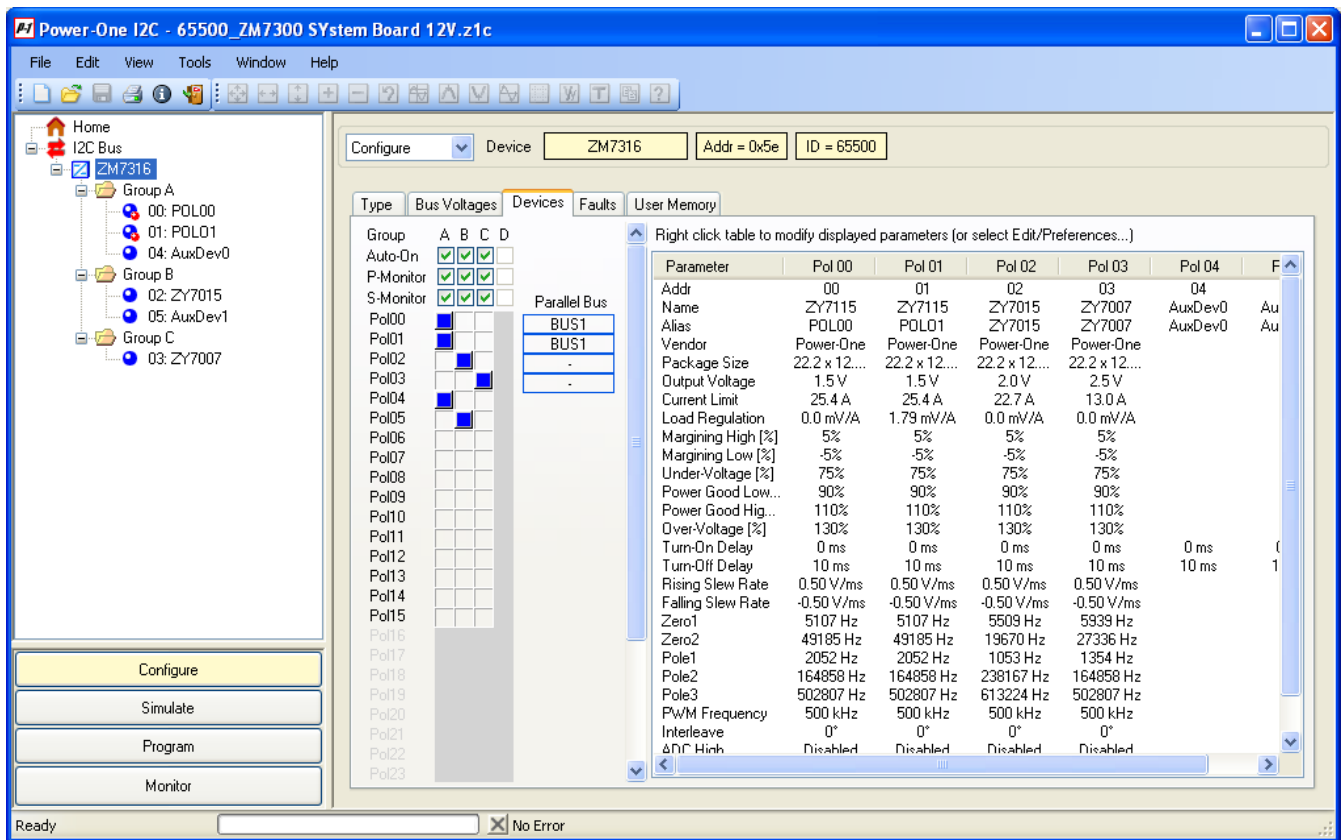 Power-One I2C - 65500_ZM7300 SYstem Board 12V.z1c
File Edit View Tools Window Help
Home
I2C Bus
ZM7316
Group A
00: POL00
01: POL01
04: AuxDev0
Group B
02: ZY7015
05: AuxDev1
Group C
03: ZY7007
Configure
Simulate
Program
Monitor
Configure Device ZM7316 Addr = 0x5e ID = 65500
Type Bus Voltages Devices Faults User Memory
Group A B C D
Auto-On
P-Monitor
S-Monitor Parallel Bus
Pol00 BUS1
Pol01 BUS1
Pol02 -
Pol03 -
Pol04
Pol05
Pol06
Pol07
Pol08
Pol09
Pol10
Pol11
Pol12
Pol13
Pol14
Pol15
Pol16
Pol17
Pol18
Pol19
Pol20
Pol21
Pol22
Pol23
Right click table to modify displayed parameters (or select Edit/Preferences...)
Parameter Pol 00 Pol 01 Pol 02 Pol 03 Pol 04
Addr 00 01 02 03 04
Name ZY7115 ZY7115 ZY7015 ZY7007 AuxDev0 Au
Alias POL00 POL01 ZY7015 ZY7007 AuxDev0 Au
Vendor Power-One Power-One Power-One Power-One
Package Size 22.2 x 12.... 22.2 x 12.... 22.2 x 12.... 22.2 x 12....
Output Voltage 1.5 V 1.5 V 2.0 V 2.5 V
Current Limit 25.4 A 25.4 A 22.7 A 13.0 A
Load Regulation 0.0 mV/A 1.79 mV/A 0.0 mV/A 0.0 mV/A
Margining High [%] 5% 5% 5% 5%
Margining Low [%] -5% -5% -5% -5%
Under-Voltage [%] 75% 75% 75% 75%
Power Good Low... 90% 90% 90% 90%
Power Good Hig... 110% 110% 110% 110%
Over-Voltage [%] 130% 130% 130% 130%
Turn-On Delay 0 ms 0 ms 0 ms 0 ms 0 ms
Turn-Off Delay 10 ms 10 ms 10 ms 10 ms 10 ms 1
Rising Slew Rate 0.50 V/ms 0.50 V/ms 0.50 V/ms 0.50 V/ms
Falling Slew Rate -0.50 V/ms -0.50 V/ms -0.50 V/ms -0.50 V/ms
Zero1 5107 Hz 5107 Hz 5509 Hz 5939 Hz
Zero2 49185 Hz 49185 Hz 19670 Hz 27336 Hz
Pole1 2052 Hz 2052 Hz 1053 Hz 1354 Hz
Pole2 164858 Hz 164858 Hz 238167 Hz 164858 Hz
Pole3 502807 Hz 502807 Hz 613224 Hz 502807 Hz
PWM Frequency 500 kHz 500 kHz 500 kHz 500 kHz
Interleave 0° 0° 0° 0°
ADC High Disabled Disabled Disabled Disabled
Ready No Error